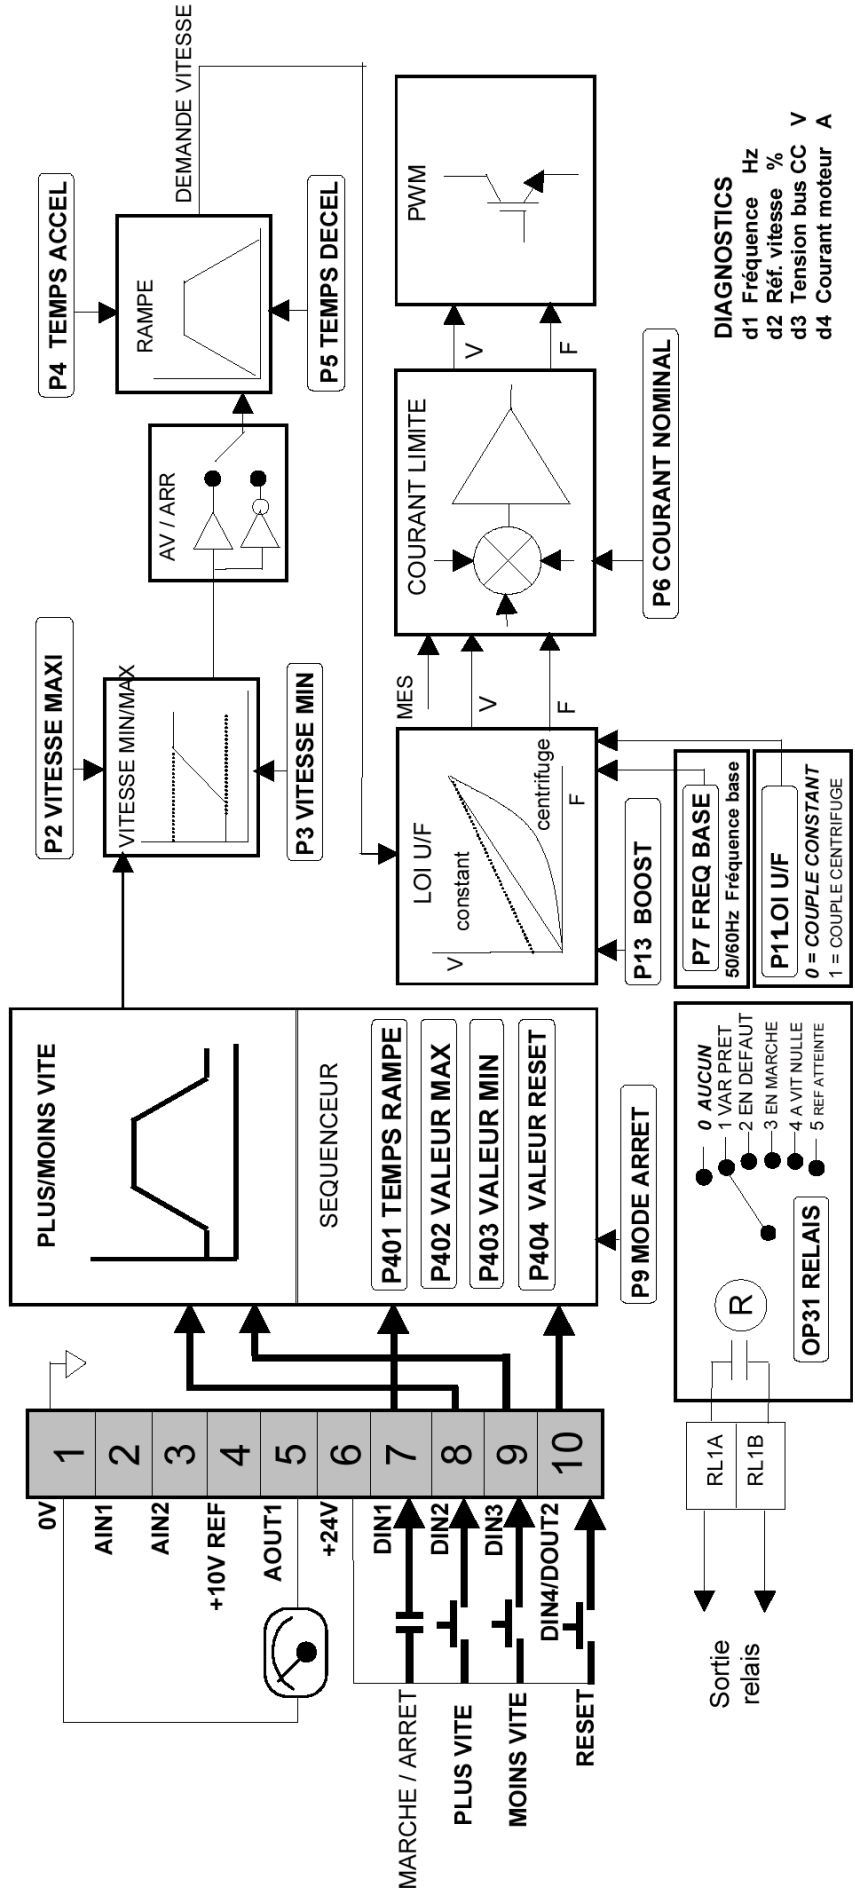 0V
AIN1
AIN2
+10V REF
AOUT1
+24V
DIN1
DIN2
DIN3
DIN4/DOUT2
1
2
3
4
5
6
7
8
9
10
MARCHE / ARRET
PLUS VITE
MOINS VITE
RESET
PLUS/MOINS VITE
SEQUENCEUR
P401 TEMPS RAMPE
P402 VALEUR MAX
P403 VALEUR MIN
P404 VALEUR RESET
P9 MODE ARRET
P2 VITESSE MAXI
VITESSE MIN/MAX
P3 VITESSE MIN
AV / ARR
P4 TEMPS ACCEL
RAMPE
P5 TEMPS DECEL
DEMANDE VITESSE
LOI U/F
V
constant
centrifuge
F
P13 BOOST
P7 FREQ BASE
50/60Hz Fréquence base
P11LOI U/F
0 = COUPLE CONSTANT
1 = COUPLE CENTRIFUGE
MES
V
F
COURANT LIMITE
P6 COURANT NOMINAL
V
F
PWM
DIAGNOSTICS
d1 Fréquence Hz
d2 Réf. vitesse %
d3 Tension bus CC V
d4 Courant moteur A
Sortie
relais
RL1A
RL1B
R
OP31 RELAIS
0 AUCUN
1 VAR PRET
2 EN DEFAUT
3 EN MARCHE
4 A VIT NULLE
5 REF ATTEINTE